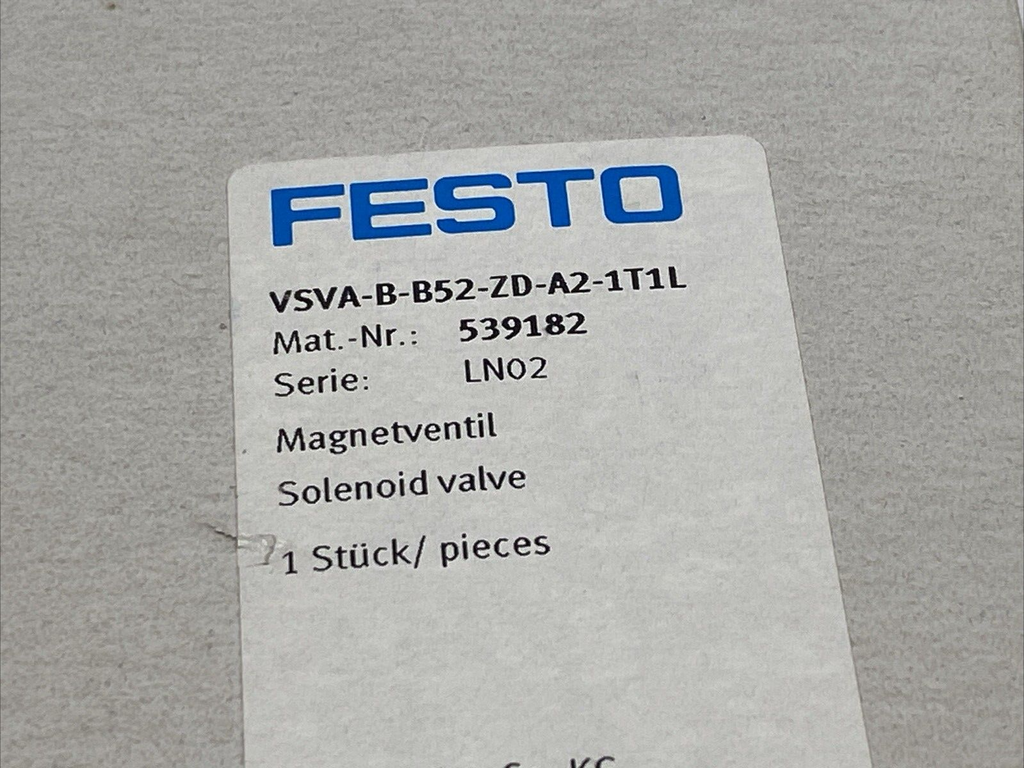 FESTO
VSVA-B-B52-ZD-A2-1T1L
Mat.-Nr.: 539182
Serie: LN02
Magnetventil
Solenoid valve
1 Stück/ pieces